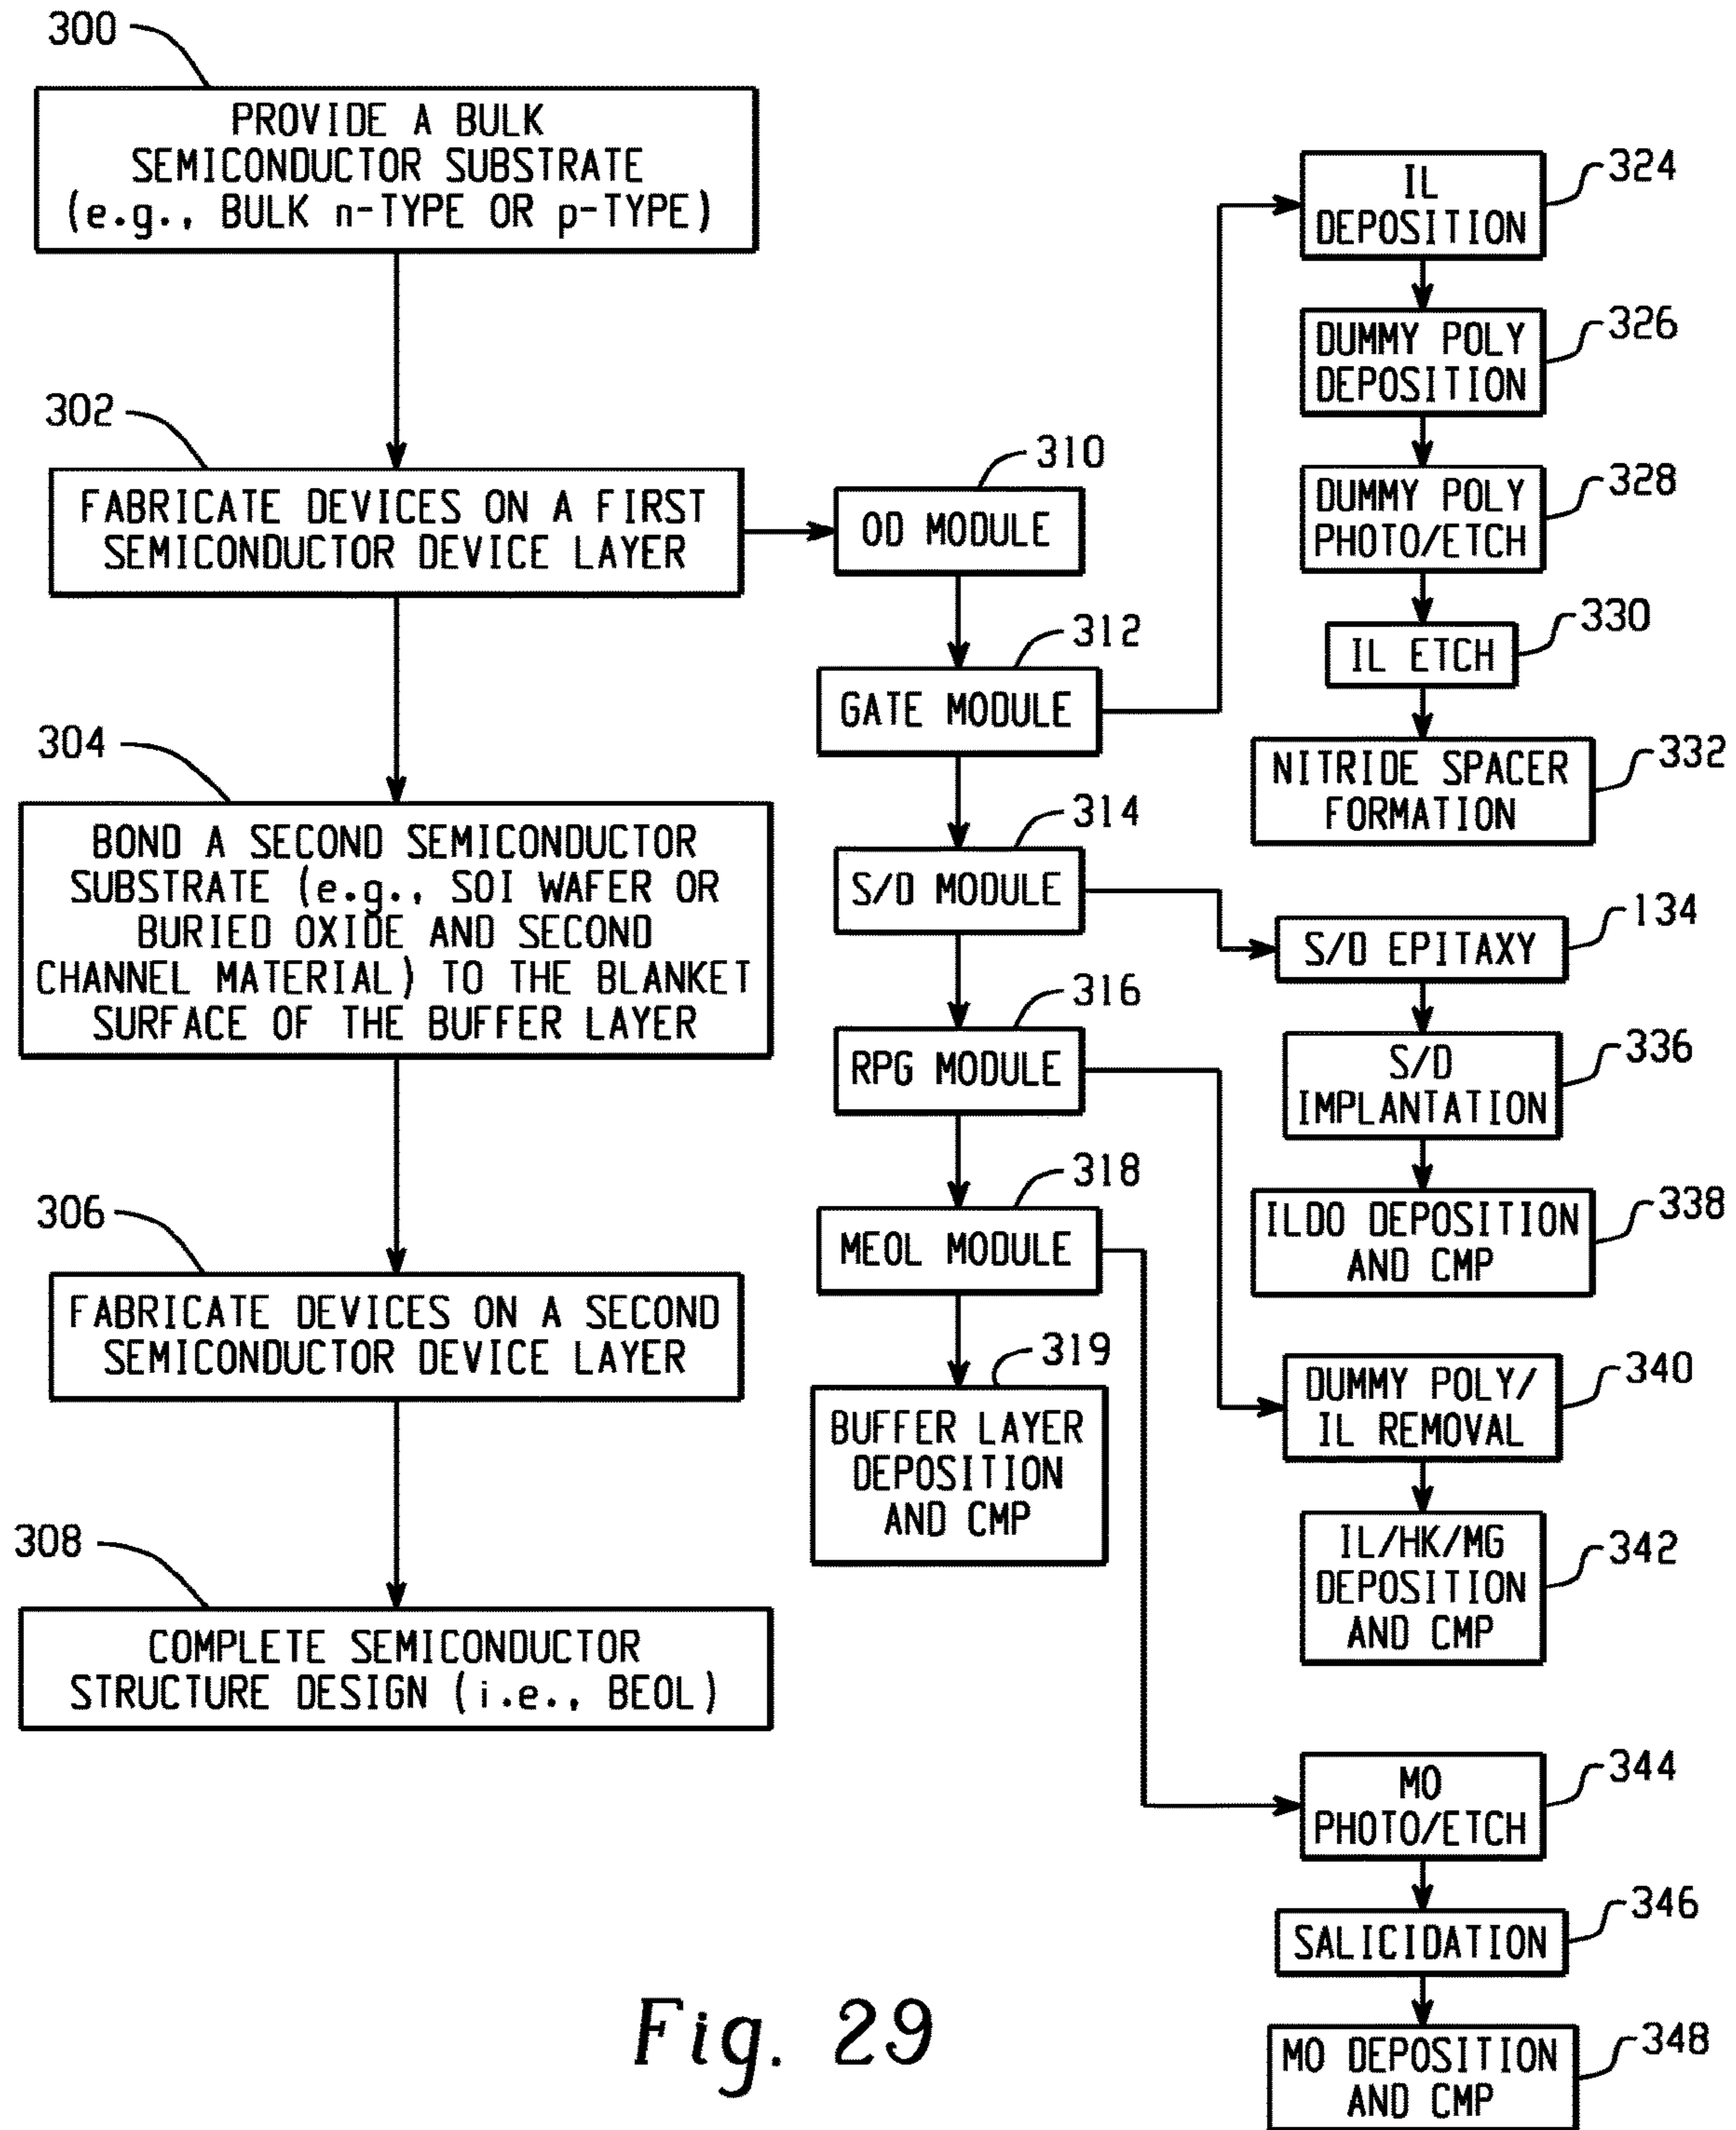 300
PROVIDE A BULK
SEMICONDUCTOR SUBSTRATE
(e.g., BULK n-TYPE OR p-TYPE)
302
FABRICATE DEVICES ON A FIRST
SEMICONDUCTOR DEVICE LAYER
304
BOND A SECOND SEMICONDUCTOR
SUBSTRATE (e.g., SOI WAFER OR
BURIED OXIDE AND SECOND
CHANNEL MATERIAL) TO THE BLANKET
SURFACE OF THE BUFFER LAYER
306
FABRICATE DEVICES ON A SECOND
SEMICONDUCTOR DEVICE LAYER
308
COMPLETE SEMICONDUCTOR
STRUCTURE DESIGN (i.e., BEOL)
310
OD MODULE
312
GATE MODULE
314
S/D MODULE
316
RPG MODULE
318
MEOL MODULE
319
BUFFER LAYER
DEPOSITION
AND CMP
324
IL
DEPOSITION
326
DUMMY POLY
DEPOSITION
328
DUMMY POLY
PHOTO/ETCH
330
IL ETCH
332
NITRIDE SPACER
FORMATION
134
S/D EPITAXY
336
S/D
IMPLANTATION
338
ILD0 DEPOSITION
AND CMP
340
DUMMY POLY/
IL REMOVAL
342
IL/HK/MG
DEPOSITION
AND CMP
344
M0
PHOTO/ETCH
346
SALICIDATION
348
M0 DEPOSITION
AND CMP
Fig. 29